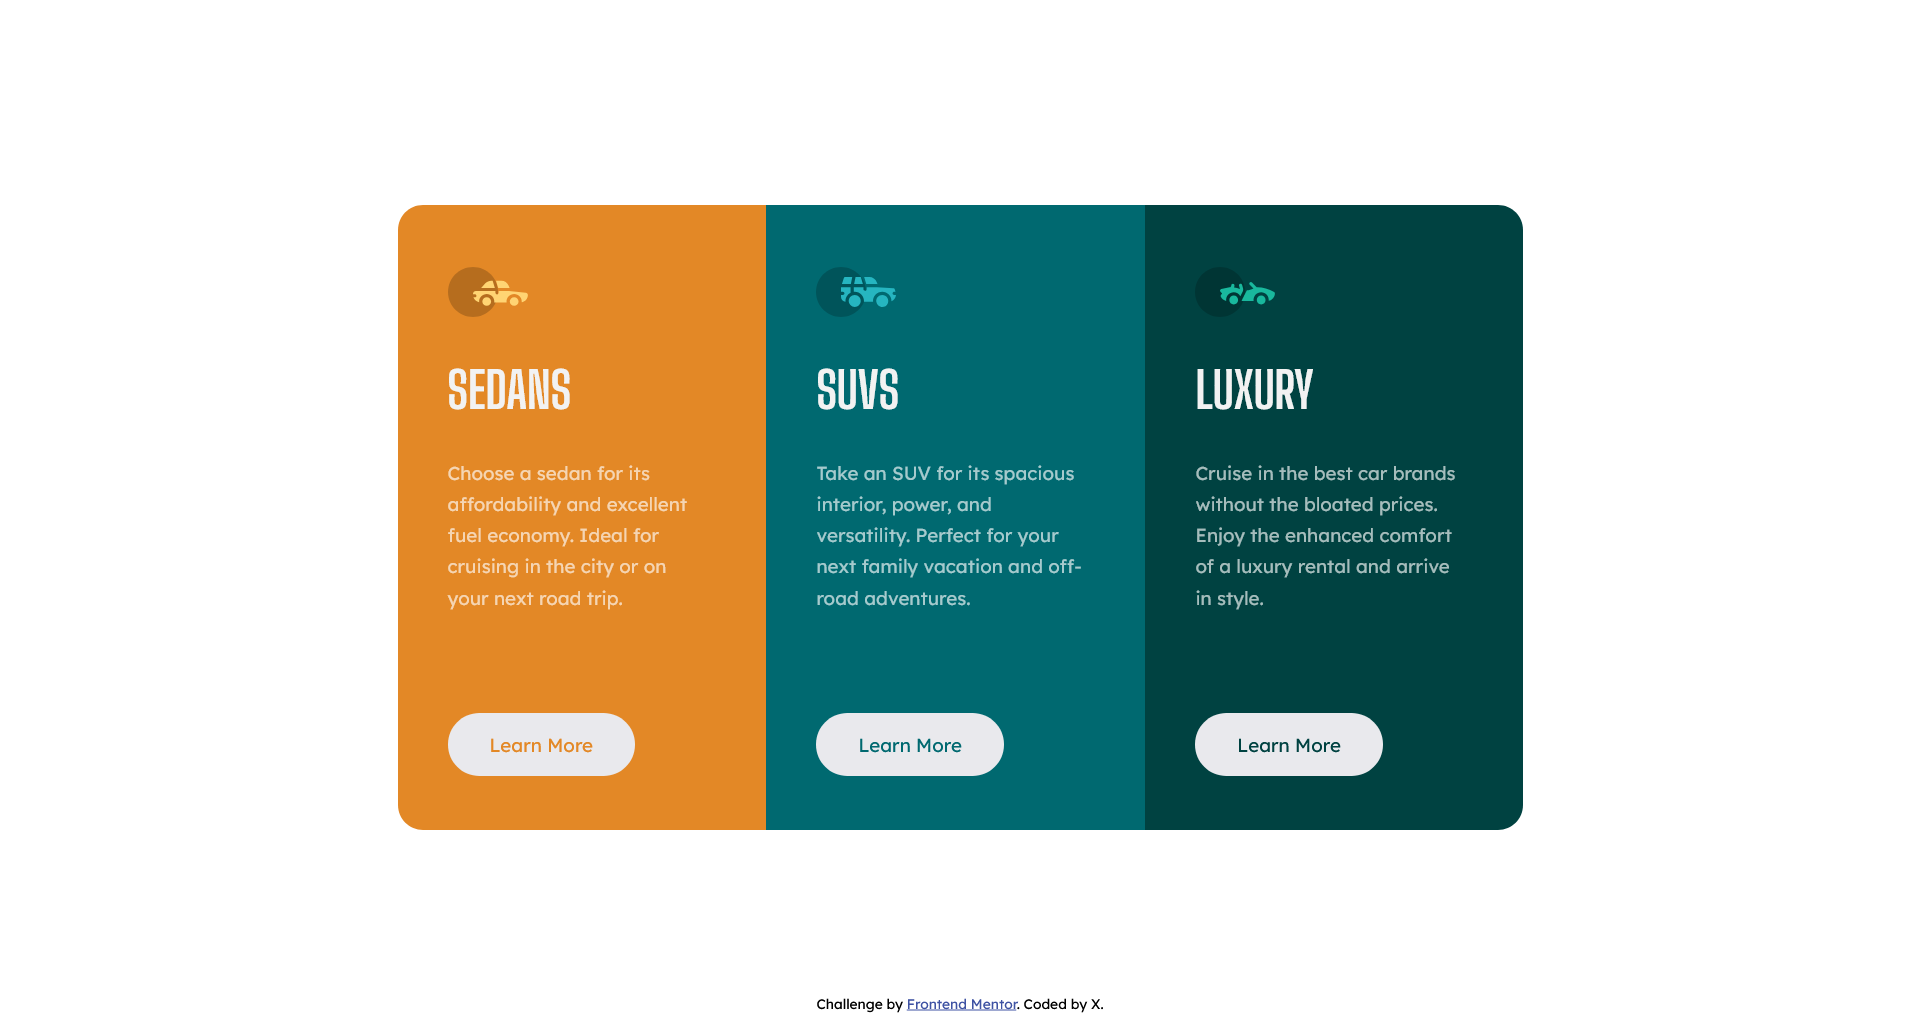 SEDANS
Choose a sedan for its
affordability and excellent
fuel economy. Ideal for
cruising in the city or on
your next road trip.
Learn More
SUVS
Take an SUV for its spacious
interior, power, and
versatility. Perfect for your
next family vacation and off-
road adventures.
Learn More
LUXURY
Cruise in the best car brands
without the bloated prices.
Enjoy the enhanced comfort
of a luxury rental and arrive
in style.
Learn More
Challenge by Frontend Mentor. Coded by X.